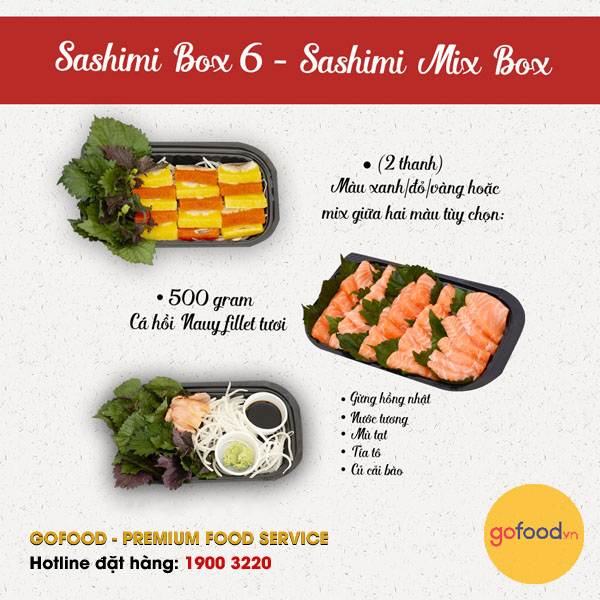 Sashimi Box 6 - Sashimi Mix Box
• (2 thanh)
Màu xanh/đỏ/vàng hoặc
mix giữa hai màu tùy chọn:
• 500 gram
Cá hồi Nauy fillet tươi
• Gừng hồng nhật
• Nước tương
• Mù tạt
• Tía tô
• Củ cải bào
GOFOOD - PREMIUM FOOD SERVICE
Hotline đặt hàng: 1900 3220
gofood.vn